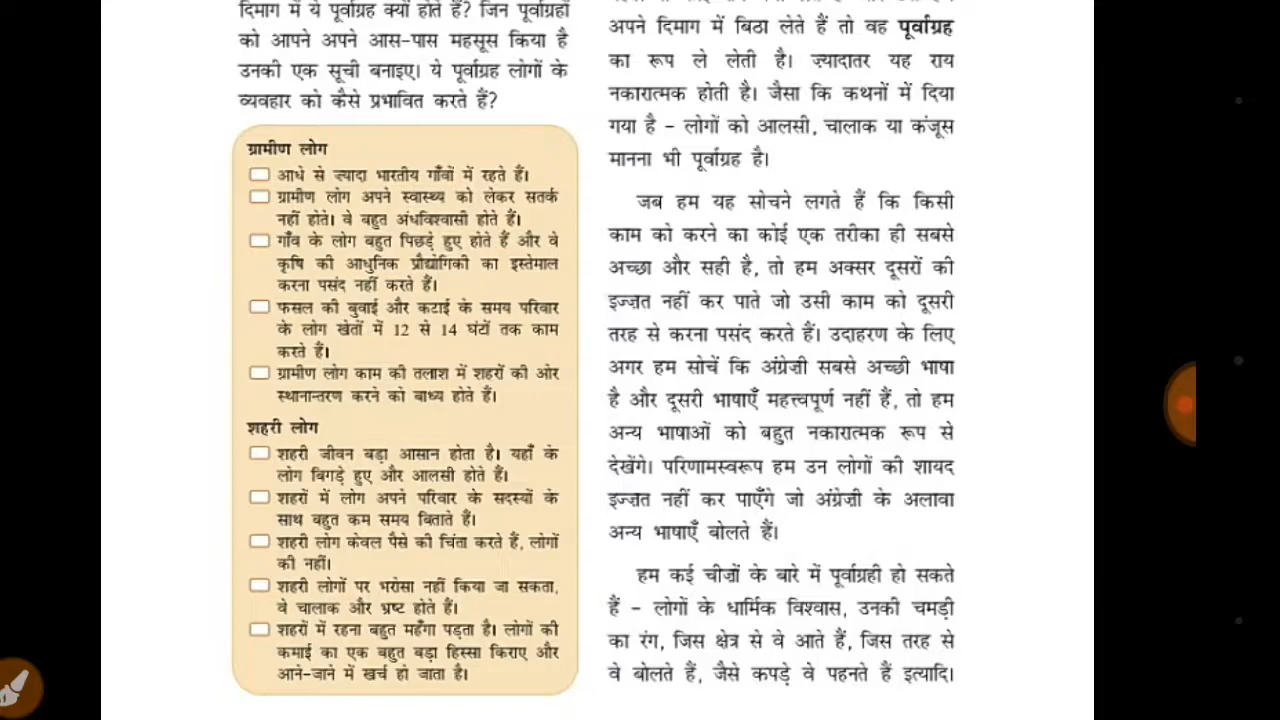 दिमाग में ये पूर्वाग्रह क्यों होते हैं? जिन पूर्वाग्रहों
को आपने अपने आस-पास महसूस किया है
उनकी एक सूची बनाइए। ये पूर्वाग्रह लोगों के
व्यवहार को कैसे प्रभावित करते हैं?
ग्रामीण लोग
आधे से ज़्यादा भारतीय गाँवों में रहते हैं।
ग्रामीण लोग अपने स्वास्थ्य को लेकर सतर्क
नहीं होते। वे बहुत अंधविश्वासी होते हैं।
गाँव के लोग बहुत पिछड़े हुए होते हैं और वे
कृषि की आधुनिक प्रौद्योगिकी का इस्तेमाल
करना पसंद नहीं करते हैं।
फसल की बुवाई और कटाई के समय परिवार
के लोग खेतों में 12 से 14 घंटों तक काम
करते हैं।
ग्रामीण लोग काम की तलाश में शहरों की ओर
स्थानान्तरण करने को बाध्य होते हैं।
शहरी लोग
शहरी जीवन बड़ा आसान होता है। यहाँ के
लोग बिगड़े हुए और आलसी होते हैं।
शहरों में लोग अपने परिवार के सदस्यों के
साथ बहुत कम समय बिताते हैं।
शहरी लोग केवल पैसे की चिंता करते हैं, लोगों
की नहीं।
शहरी लोगों पर भरोसा नहीं किया जा सकता,
वे चालाक और भ्रष्ट होते हैं।
शहरों में रहना बहुत महँगा पड़ता है। लोगों की
कमाई का एक बहुत बड़ा हिस्सा किराए और
आने-जाने में खर्च हो जाता है।
अपने दिमाग में बिठा लेते हैं तो वह पूर्वाग्रह
का रूप ले लेती है। ज़्यादातर यह राय
नकारात्मक होती है। जैसा कि कथनों में दिया
गया है – लोगों को आलसी, चालाक या कंजूस
मानना भी पूर्वाग्रह है।
जब हम यह सोचने लगते हैं कि किसी
काम को करने का कोई एक तरीका ही सबसे
अच्छा और सही है, तो हम अक्सर दूसरों की
इज़्ज़त नहीं कर पाते जो उसी काम को दूसरी
तरह से करना पसंद करते हैं। उदाहरण के लिए
अगर हम सोचें कि अंग्रेज़ी सबसे अच्छी भाषा
है और दूसरी भाषाएँ महत्त्वपूर्ण नहीं हैं, तो हम
अन्य भाषाओं को बहुत नकारात्मक रूप से
देखेंगे। परिणामस्वरूप हम उन लोगों की शायद
इज़्ज़त नहीं कर पाएँगे जो अंग्रेज़ी के अलावा
अन्य भाषाएँ बोलते हैं।
हम कई चीज़ों के बारे में पूर्वाग्रही हो सकते
हैं – लोगों के धार्मिक विश्वास, उनकी चमड़ी
का रंग, जिस क्षेत्र से वे आते हैं, जिस तरह से
वे बोलते हैं, जैसे कपड़े वे पहनते हैं इत्यादि।